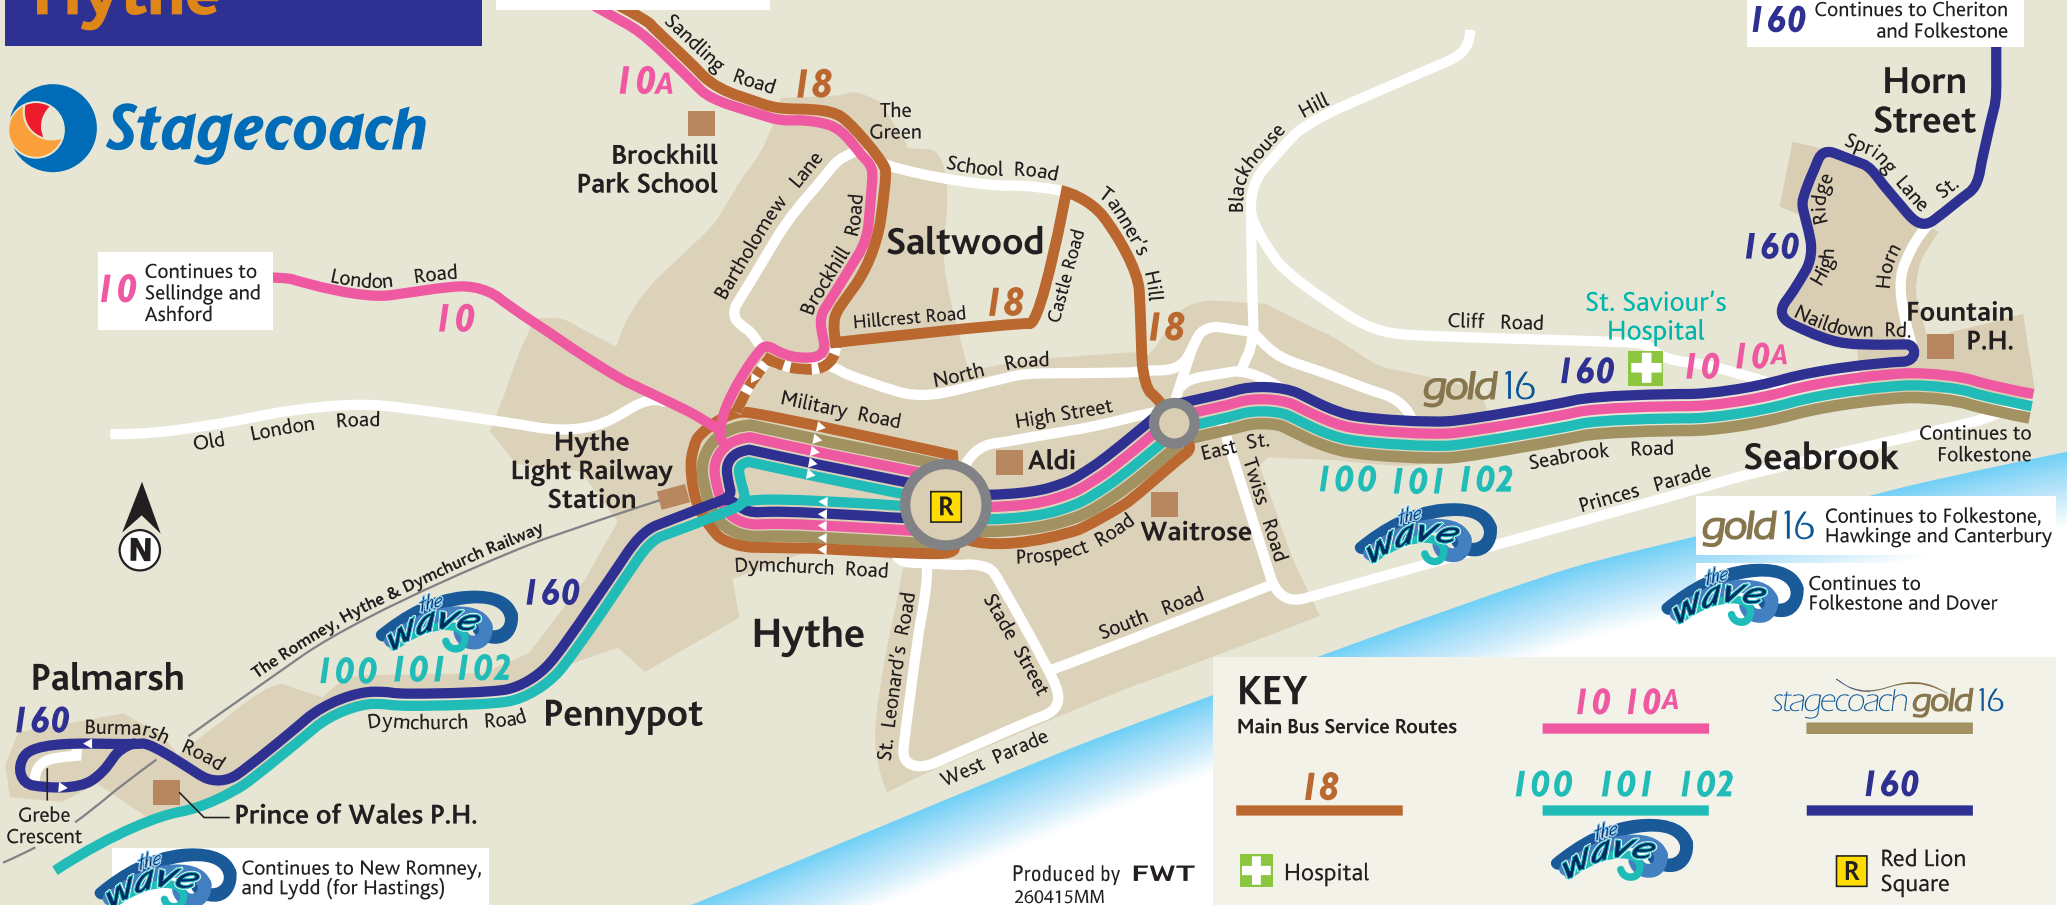 Hythe
Stagecoach
160
Continues to Cheriton
and Folkestone
Horn
Street
Sandling Road
10A
18
The
Green
Brockhill
Park School
Bartholomew Lane
Brockhill Road
School Road
Saltwood
Tanner's Hill
Castle Road
Hillcrest Road
18
18
Blackhouse Hill
Spring Lane
Horn St.
High Ridge
160
Naildown Rd.
Fountain
P.H.
10
Continues to
Sellindge and
Ashford
London Road
10
Old London Road
North Road
Military Road
High Street
Cliff Road
St. Saviour's
Hospital
gold 16
160
10 10A
Hythe
Light Railway
Station
R
Aldi
East St.
Waitrose
Prospect Road
Twiss Road
100 101 102
the
wave
Seabrook Road
Seabrook
Continues to
Folkestone
Princes Parade
gold 16
Continues to Folkestone,
Hawkinge and Canterbury
the
wave
Continues to
Folkestone and Dover
N
The Romney, Hythe & Dymchurch Railway
Dymchurch Road
Hythe
St. Leonard's Road
Stade Street
South Road
West Parade
160
the
wave
100 101 102
Palmarsh
160
Burmarsh Road
Dymchurch Road
Pennypot
Grebe
Crescent
Prince of Wales P.H.
the
wave
Continues to New Romney,
and Lydd (for Hastings)
Produced by FWT
260415MM
KEY
Main Bus Service Routes
10 10A
stagecoach gold 16
18
100 101 102
the
wave
160
Hospital
R
Red Lion
Square